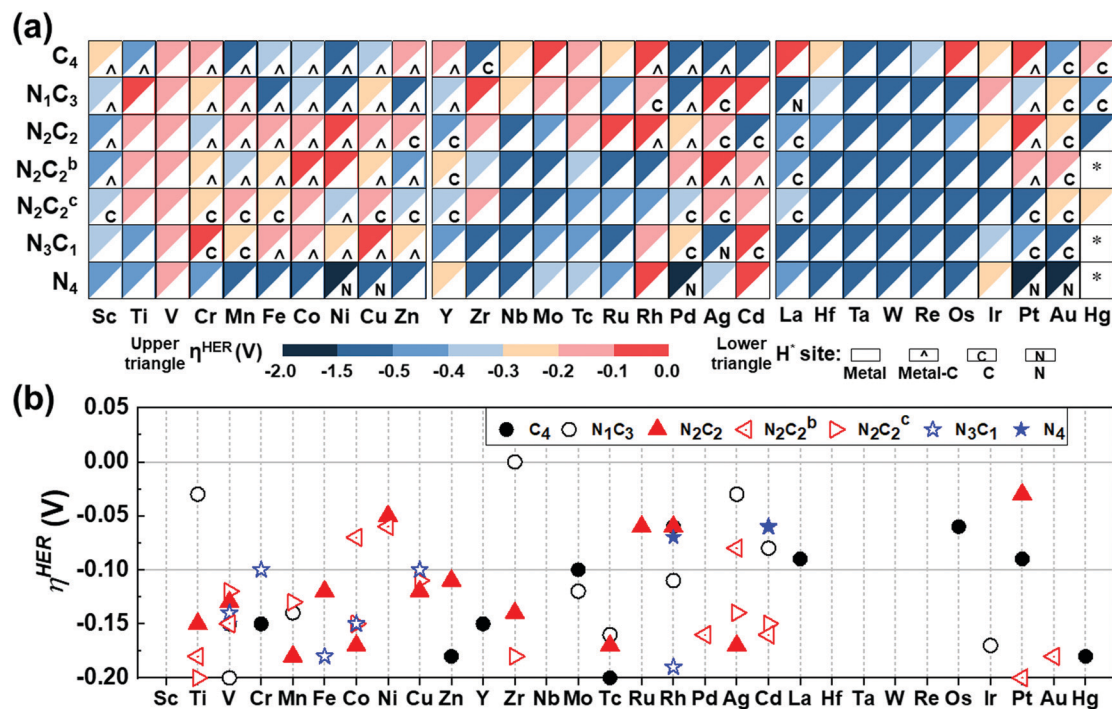 (a)
C₄
N₁C₃
N₂C₂
N₂C₂ᵇ
N₂C₂ᶜ
N₃C₁
N₄
Sc Ti V Cr Mn Fe Co Ni Cu Zn Y Zr Nb Mo Tc Ru Rh Pd Ag Cd La Hf Ta W Re Os Ir Pt Au Hg
Upper triangle η^HER (V)
-2.0 -1.5 -0.5 -0.4 -0.3 -0.2 -0.1 0.0
Lower triangle H* site:
Metal Metal-C C N
(b)
C₄ N₁C₃ N₂C₂ N₂C₂ᵇ N₂C₂ᶜ N₃C₁ N₄
η^HER (V)
0.05
0.00
-0.05
-0.10
-0.15
-0.20
Sc Ti V Cr Mn Fe Co Ni Cu Zn Y Zr Nb Mo Tc Ru Rh Pd Ag Cd La Hf Ta W Re Os Ir Pt Au Hg